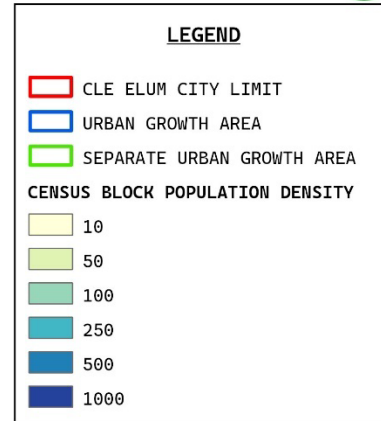 LEGEND
CLE ELUM CITY LIMIT
URBAN GROWTH AREA
SEPARATE URBAN GROWTH AREA
CENSUS BLOCK POPULATION DENSITY
10
50
100
250
500
1000